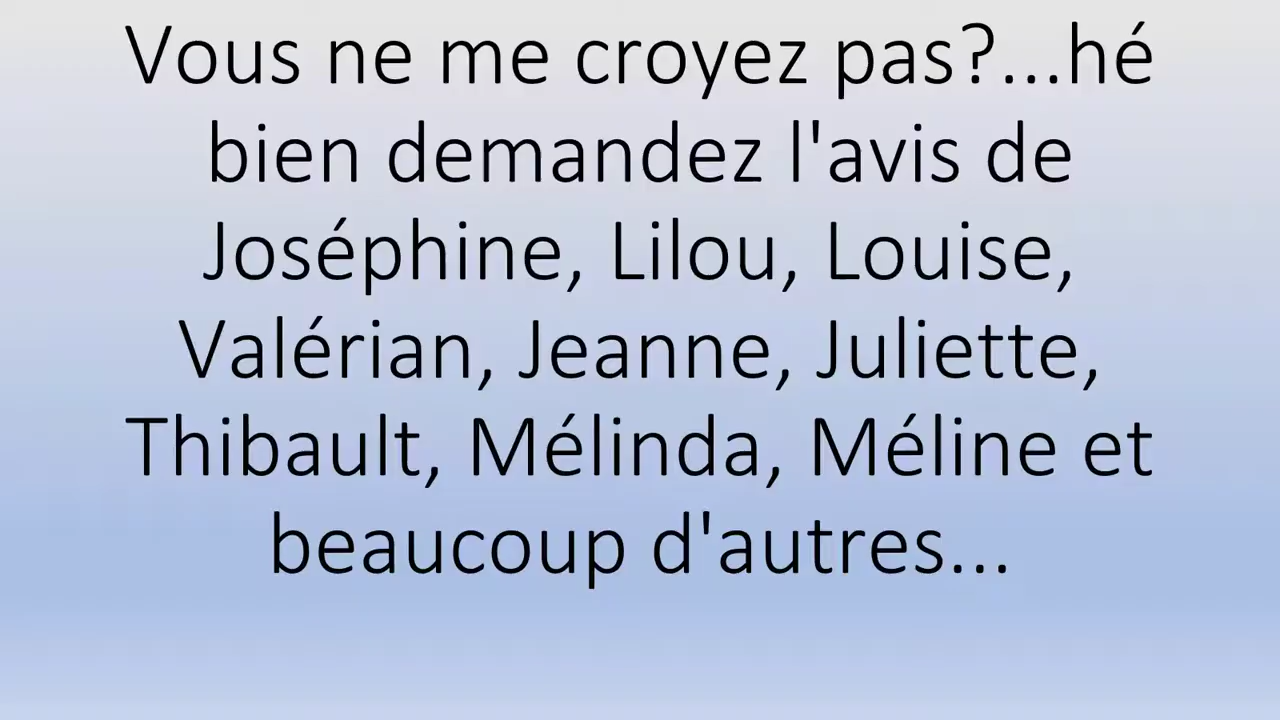 Vous ne me croyez pas?...hé
bien demandez l'avis de
Joséphine, Lilou, Louise,
Valérian, Jeanne, Juliette,
Thibault, Mélinda, Méline et
beaucoup d'autres...